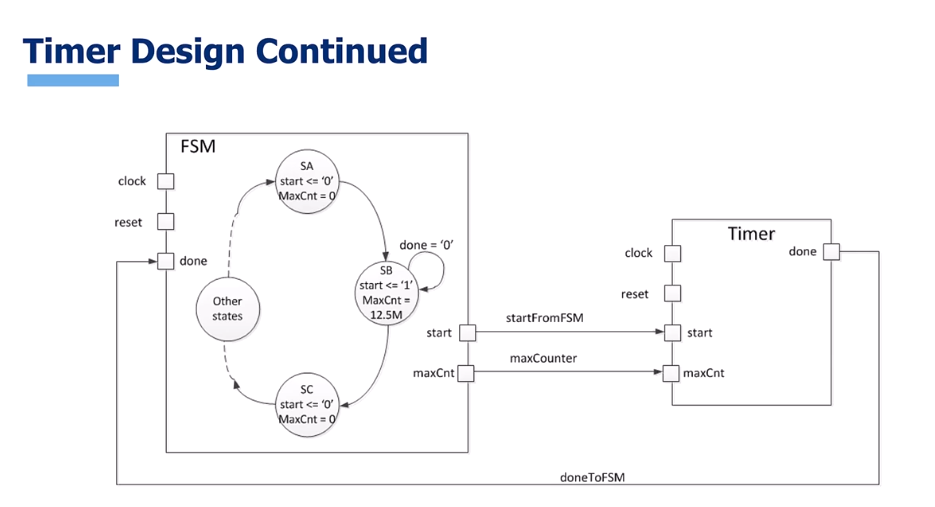 Timer Design Continued
FSM
clock
reset
done
SA
start <= '0'
MaxCnt = 0
done = '0'
SB
start <= '1'
MaxCnt =
12.5M
Other
states
SC
start <= '0'
MaxCnt = 0
start
maxCnt
startFromFSM
maxCounter
Timer
clock
reset
start
maxCnt
done
doneToFSM